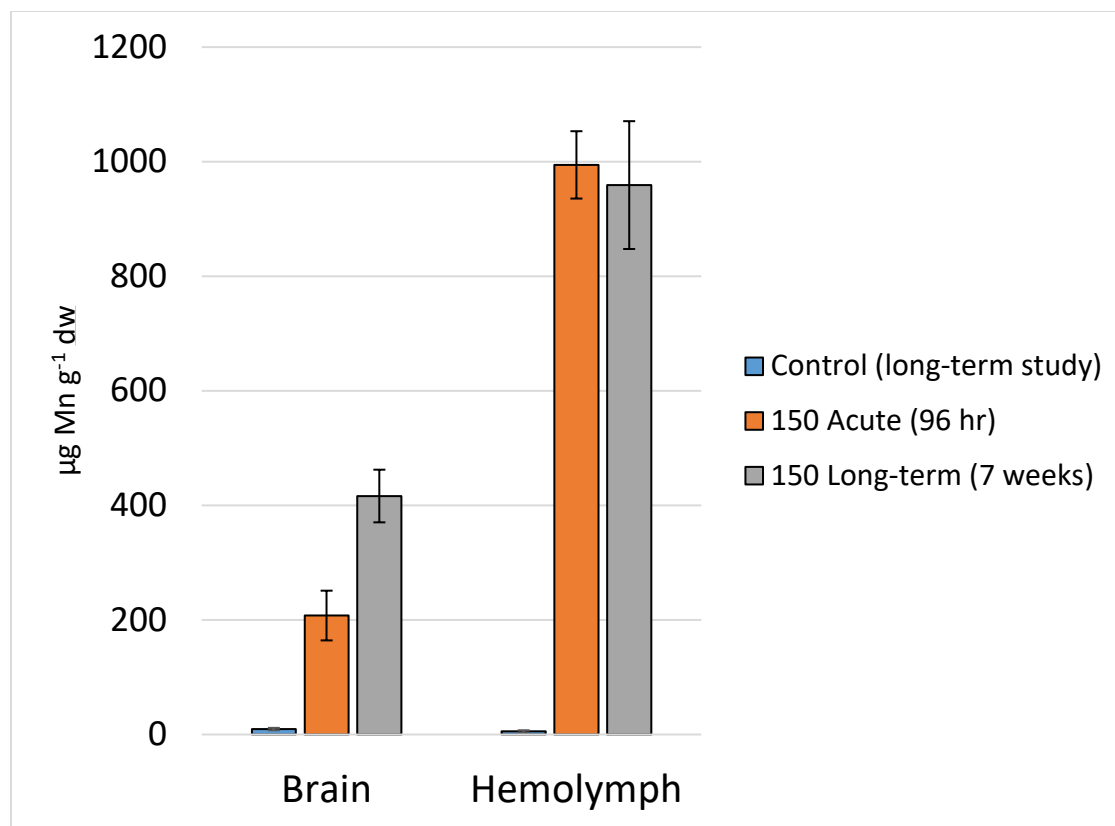 1200
1000
800
600
400
200
0
µg Mn g⁻¹ dw
Brain Hemolymph
Control (long-term study)
150 Acute (96 hr)
150 Long-term (7 weeks)